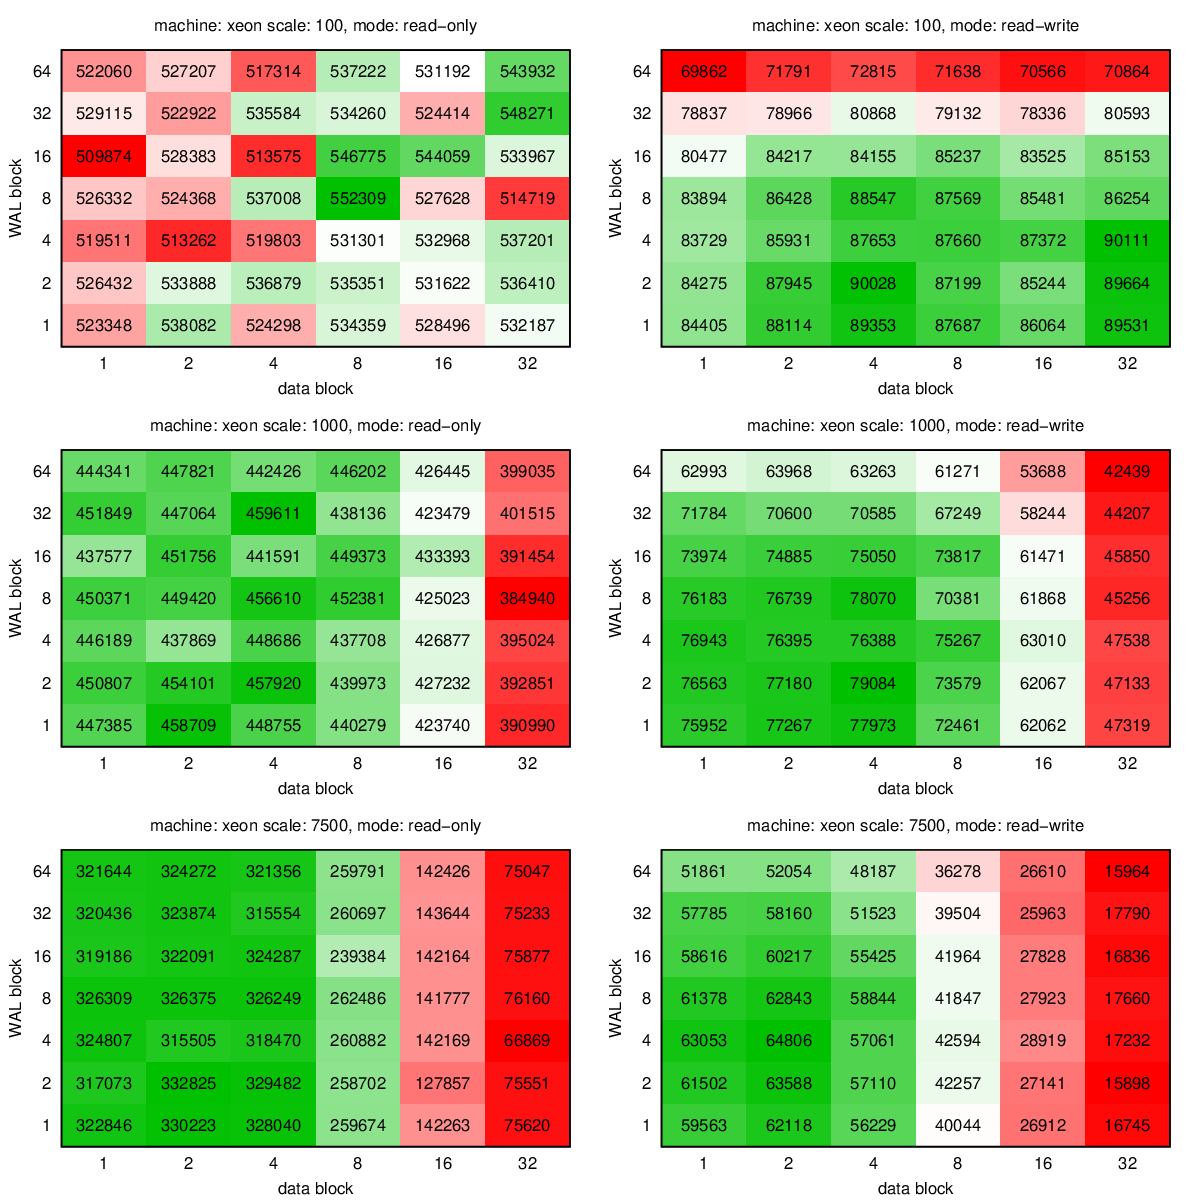 machine: xeon scale: 100, mode: read−only
64 522060 527207 517314 537222 531192 543932
32 529115 522922 535584 534260 524414 548271
16 509874 528383 513575 546775 544059 533967
8 526332 524368 537008 552309 527628 514719
4 519511 513262 519803 531301 532968 537201
2 526432 533888 536879 535351 531622 536410
1 523348 538082 524298 534359 528496 532187
WAL block
1 2 4 8 16 32
data block
machine: xeon scale: 100, mode: read−write
64 69862 71791 72815 71638 70566 70864
32 78837 78966 80868 79132 78336 80593
16 80477 84217 84155 85237 83525 85153
8 83894 86428 88547 87569 85481 86254
4 83729 85931 87653 87660 87372 90111
2 84275 87945 90028 87199 85244 89664
1 84405 88114 89353 87687 86064 89531
WAL block
1 2 4 8 16 32
data block
machine: xeon scale: 1000, mode: read−only
64 444341 447821 442426 446202 426445 399035
32 451849 447064 459611 438136 423479 401515
16 437577 451756 441591 449373 433393 391454
8 450371 449420 456610 452381 425023 384940
4 446189 437869 448686 437708 426877 395024
2 450807 454101 457920 439973 427232 392851
1 447385 458709 448755 440279 423740 390990
WAL block
1 2 4 8 16 32
data block
machine: xeon scale: 1000, mode: read−write
64 62993 63968 63263 61271 53688 42439
32 71784 70600 70585 67249 58244 44207
16 73974 74885 75050 73817 61471 45850
8 76183 76739 78070 70381 61868 45256
4 76943 76395 76388 75267 63010 47538
2 76563 77180 79084 73579 62067 47133
1 75952 77267 77973 72461 62062 47319
WAL block
1 2 4 8 16 32
data block
machine: xeon scale: 7500, mode: read−only
64 321644 324272 321356 259791 142426 75047
32 320436 323874 315554 260697 143644 75233
16 319186 322091 324287 239384 142164 75877
8 326309 326375 326249 262486 141777 76160
4 324807 315505 318470 260882 142169 66869
2 317073 332825 329482 258702 127857 75551
1 322846 330223 328040 259674 142263 75620
WAL block
1 2 4 8 16 32
data block
machine: xeon scale: 7500, mode: read−write
64 51861 52054 48187 36278 26610 15964
32 57785 58160 51523 39504 25963 17790
16 58616 60217 55425 41964 27828 16836
8 61378 62843 58844 41847 27923 17660
4 63053 64806 57061 42594 28919 17232
2 61502 63588 57110 42257 27141 15898
1 59563 62118 56229 40044 26912 16745
WAL block
1 2 4 8 16 32
data block